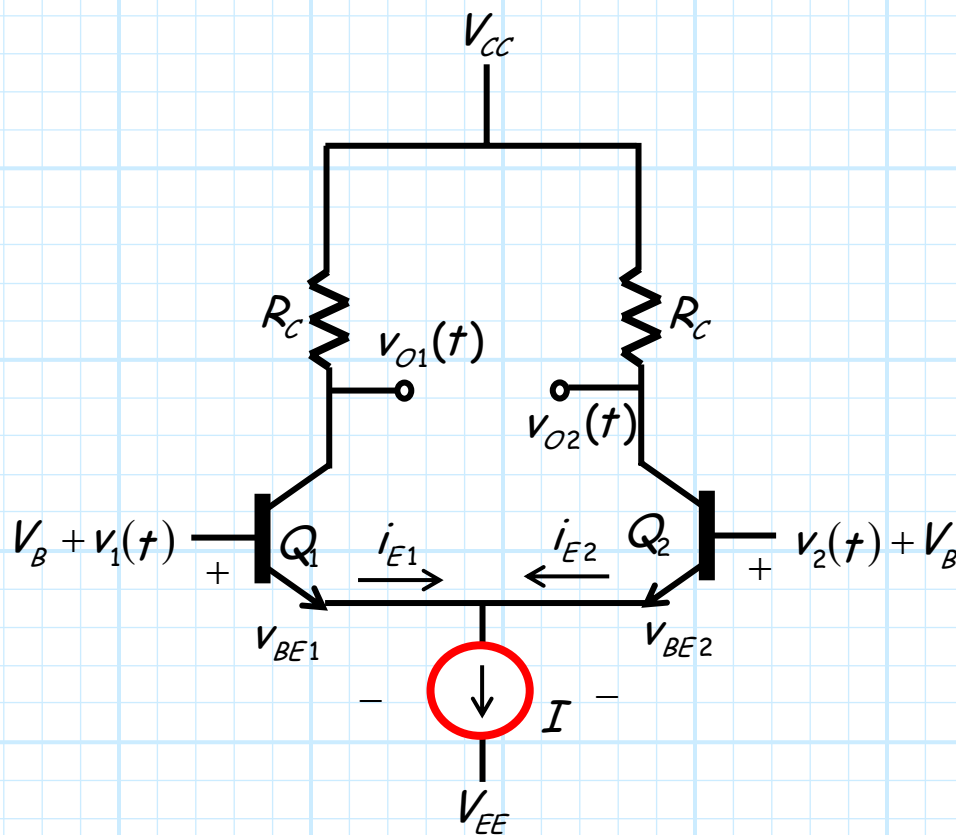 V_CC
R_C
R_C
v_O1(t)
v_O2(t)
V_B + v_1(t)
+
Q_1
i_E1
i_E2
Q_2
+
v_2(t) + V_B
v_BE1
v_BE2
−
I
−
V_EE